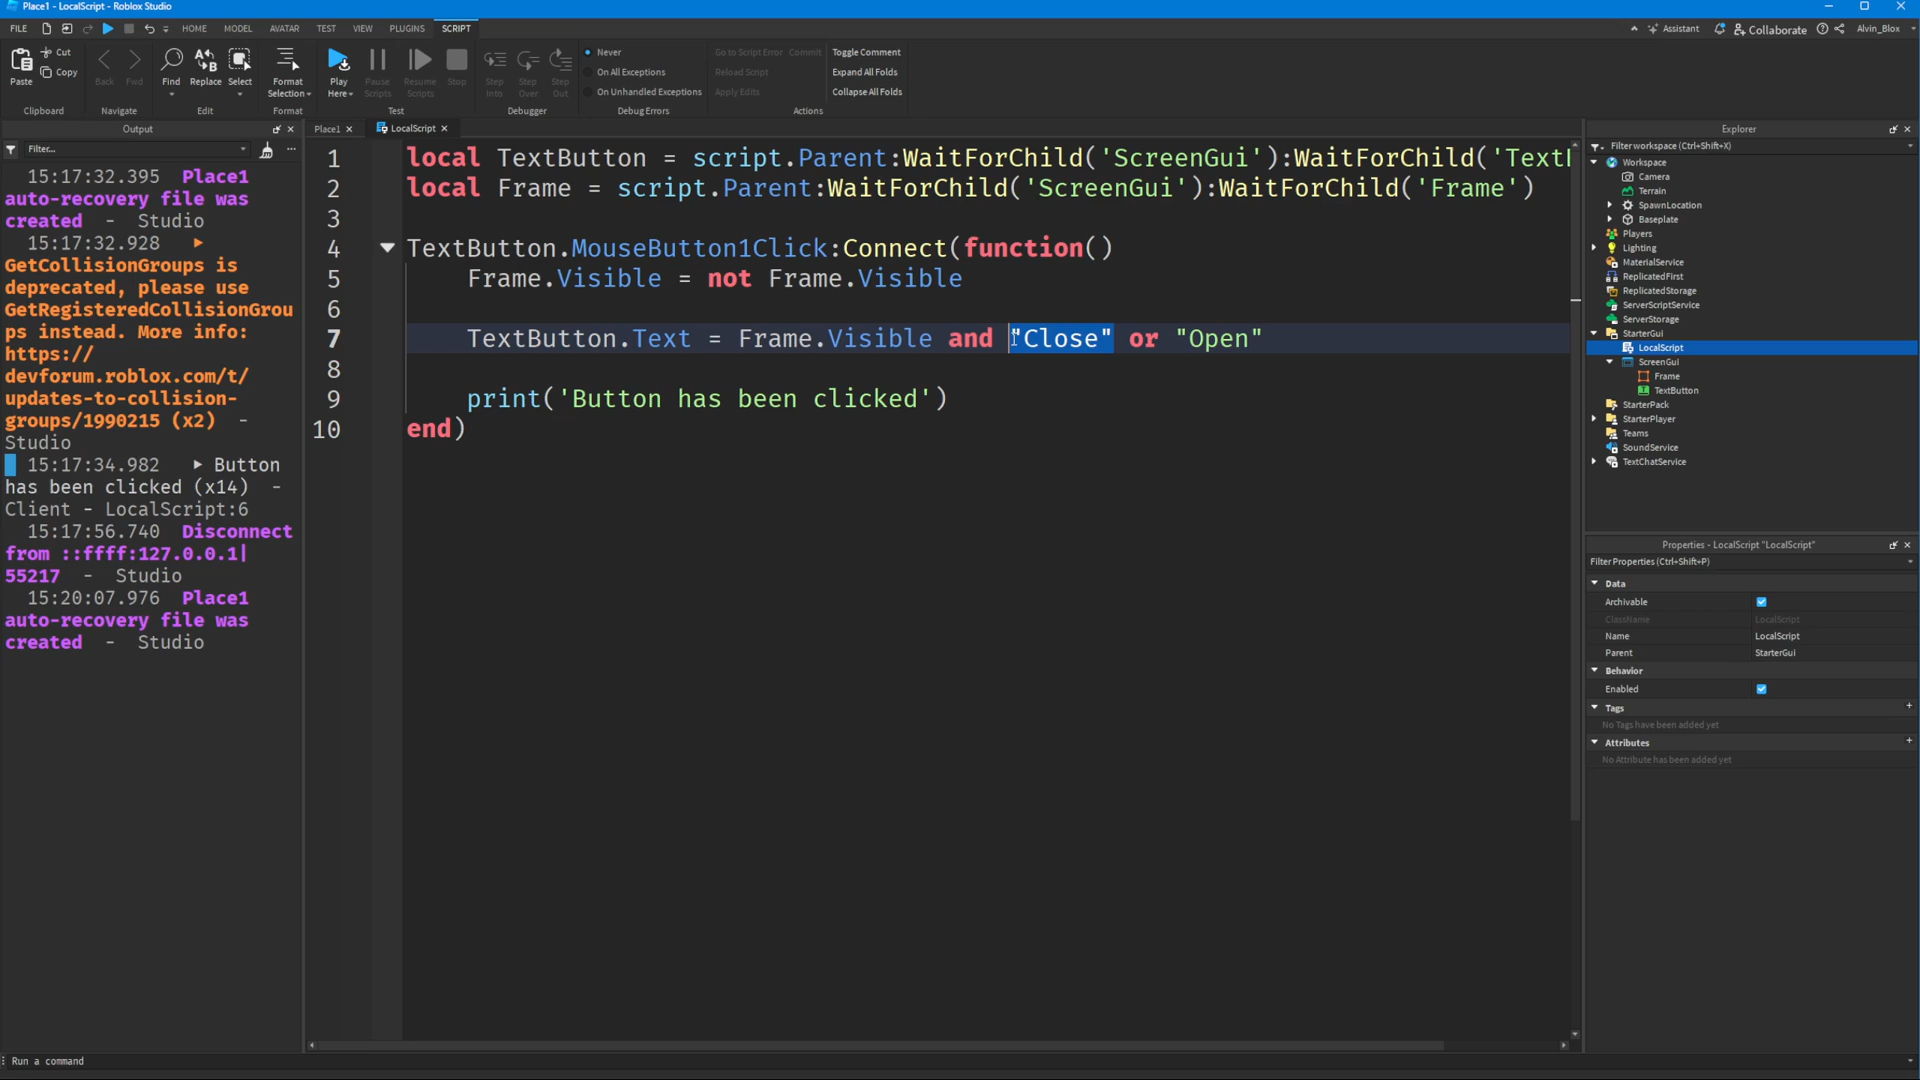 Place1 - LocalScript - Roblox Studio
FILE HOME MODEL AVATAR TEST VIEW PLUGINS SCRIPT
Assistant Collaborate Alvin_Blox
Paste Cut Copy
Back Fwd
Find Replace Select
Format Selection
Play Here
Pause Scripts
Resume Scripts
Stop
Step Into
Step Over
Step Out
Never
On All Exceptions
On Unhandled Exceptions
Go to Script Error Commit
Reload Script
Apply Edits
Toggle Comment
Expand All Folds
Collapse All Folds
Clipboard Navigate Edit Format Test Debugger Debug Errors Actions
Output
Filter...
15:17:32.395 Place1
auto-recovery file was
created - Studio
15:17:32.928
GetCollisionGroups is
deprecated, please use
GetRegisteredCollisionGrou
ps instead. More info:
https://
devforum.roblox.com/t/
updates-to-collision-
groups/1990215 (x2) -
Studio
15:17:34.982 Button
has been clicked (x14) -
Client - LocalScript:6
15:17:56.740 Disconnect
from ::ffff:127.0.0.1|
55217 - Studio
15:20:07.976 Place1
auto-recovery file was
created - Studio
Place1 LocalScript
1 local TextButton = script.Parent:WaitForChild('ScreenGui'):WaitForChild('Text
2 local Frame = script.Parent:WaitForChild('ScreenGui'):WaitForChild('Frame')
3
4 TextButton.MouseButton1Click:Connect(function()
5 Frame.Visible = not Frame.Visible
6
7 TextButton.Text = Frame.Visible and "Close" or "Open"
8
9 print('Button has been clicked')
10 end)
Explorer
Filter workspace (Ctrl+Shift+X)
Workspace
Camera
Terrain
SpawnLocation
Baseplate
Players
Lighting
MaterialService
ReplicatedFirst
ReplicatedStorage
ServerScriptService
ServerStorage
StarterGui
LocalScript
ScreenGui
Frame
TextButton
StarterPack
StarterPlayer
Teams
SoundService
TextChatService
Properties - LocalScript "LocalScript"
Filter Properties (Ctrl+Shift+P)
Data
Archivable
ClassName LocalScript
Name LocalScript
Parent StarterGui
Behavior
Enabled
Tags
No Tags have been added yet
Attributes
No Attribute has been added yet
Run a command